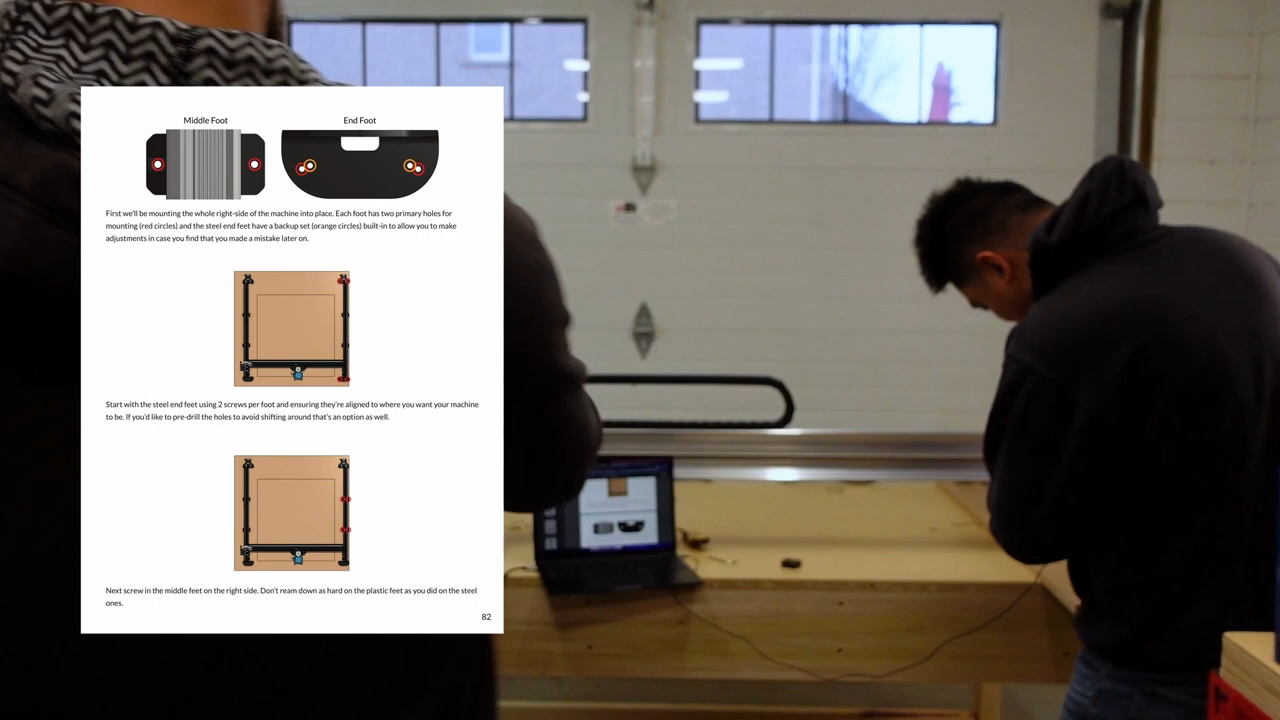 Middle Foot
End Foot
First we'll be mounting the whole right-side of the machine into place. Each foot has two primary holes for
mounting (red circles) and the steel end feet have a backup set (orange circles) built-in to allow you to make
adjustments in case you find that you made a mistake later on.
Start with the steel end feet using 2 screws per foot and ensuring they're aligned to where you want your machine
to be. If you'd like to pre-drill the holes to avoid shifting around that's an option as well.
Next screw in the middle feet on the right side. Don't ream down as hard on the plastic feet as you did on the steel
ones.
82